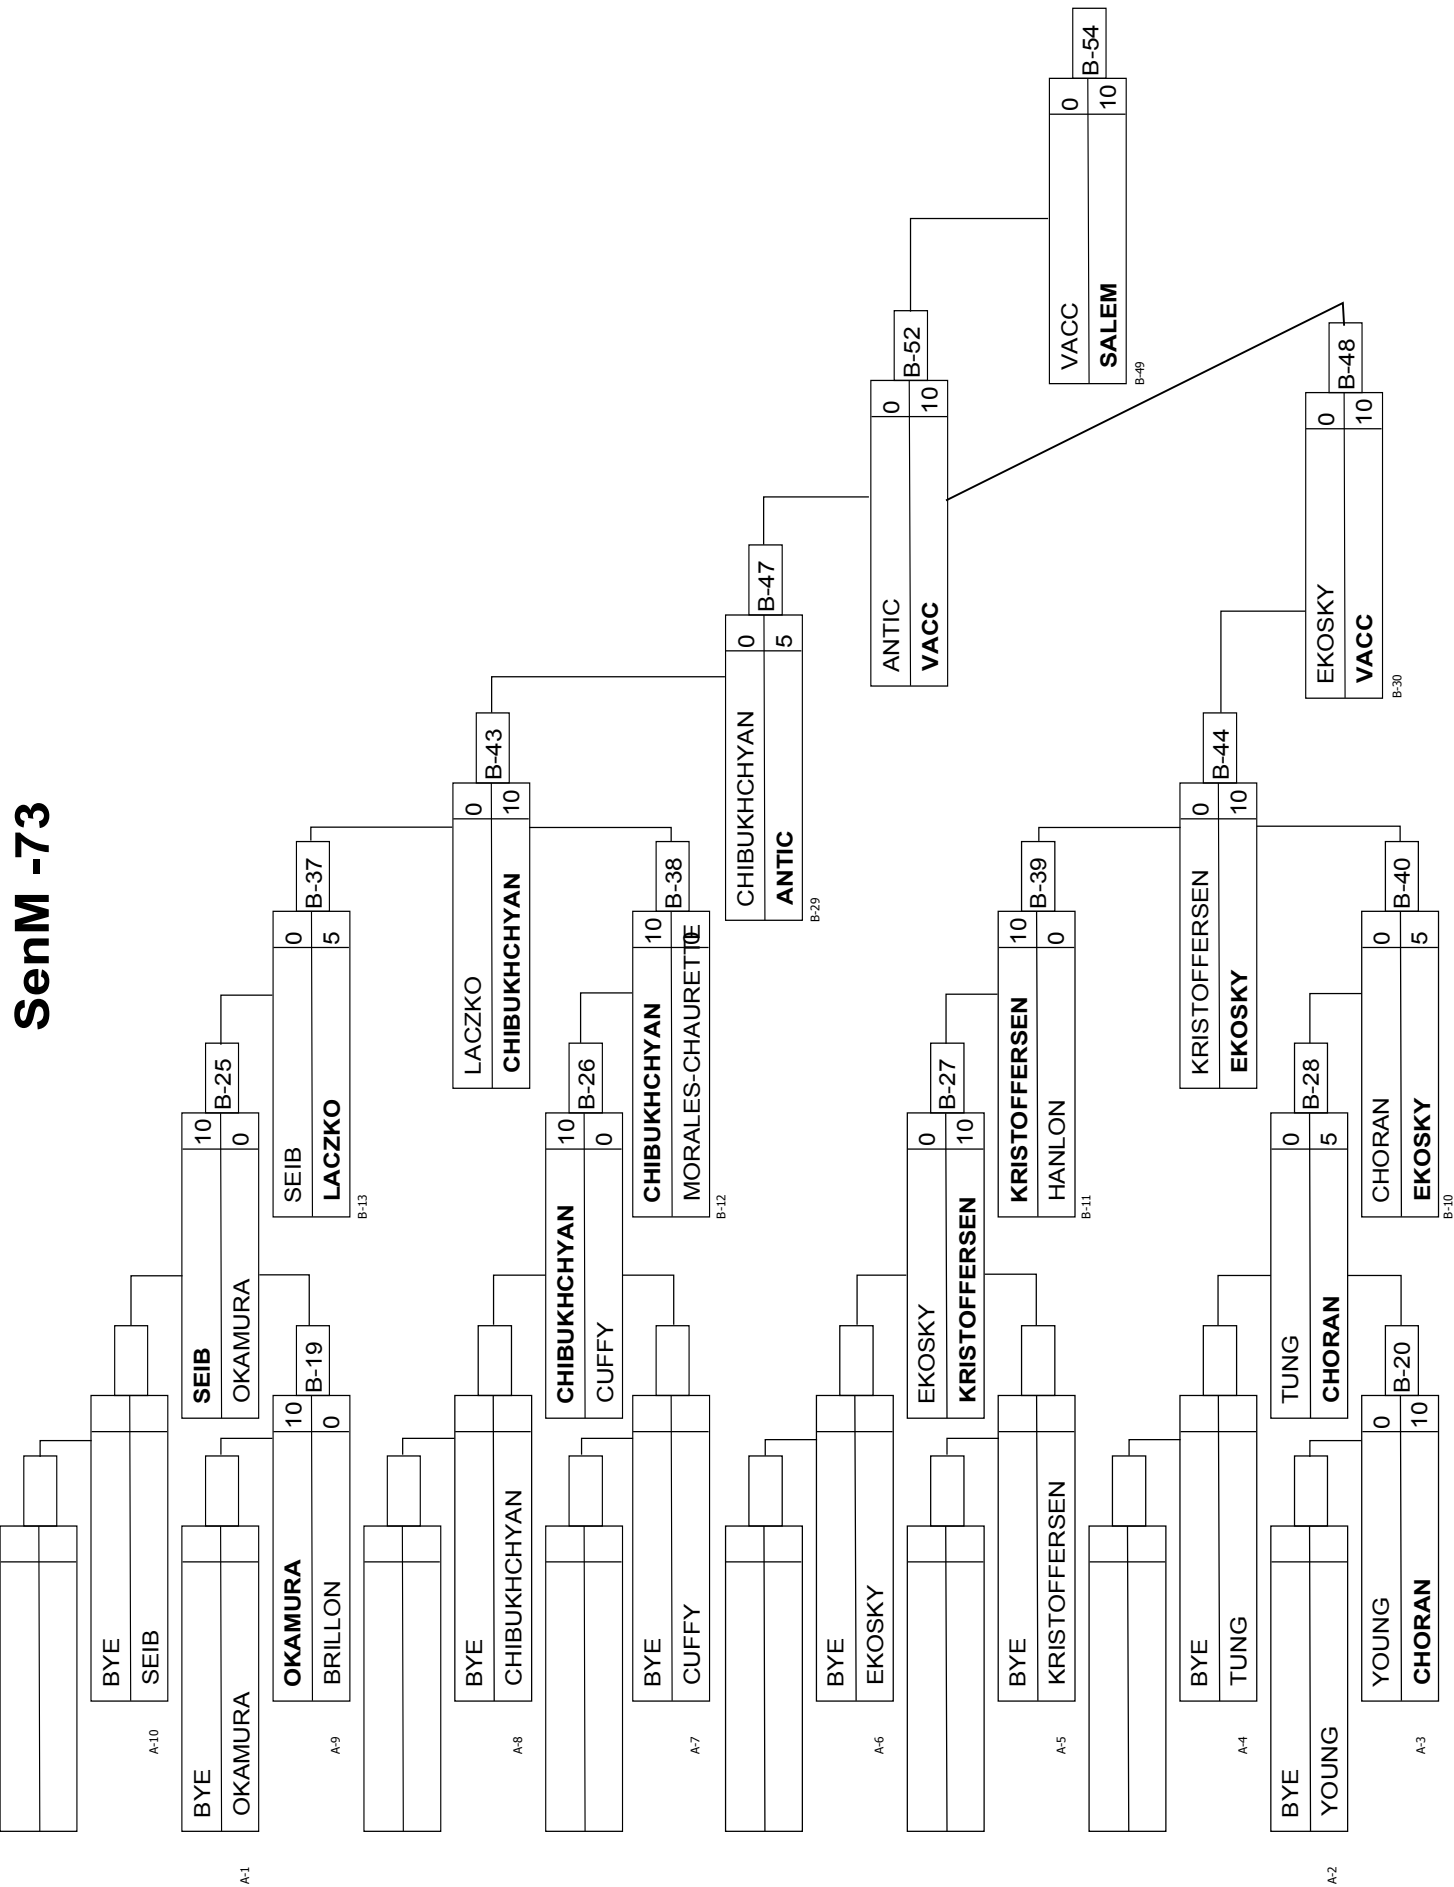 SenM -73
BYE
SEIB
A-10
BYE
OKAMURA
A-1
OKAMURA 10
BRILLON 0
B-19
A-9
SEIB 10
OKAMURA 0
B-25
SEIB 0
LACZKO 5
B-37
B-13
BYE
CHIBUKHCHYAN
A-8
BYE
CUFFY
A-7
CHIBUKHCHYAN 10
CUFFY 0
B-26
CHIBUKHCHYAN 10
MORALES-CHAURETTE 0
B-38
B-12
LACZKO 0
CHIBUKHCHYAN 10
B-43
CHIBUKHCHYAN 0
ANTIC 5
B-47
B-29
BYE
EKOSKY
A-6
BYE
KRISTOFFERSEN
A-5
EKOSKY 0
KRISTOFFERSEN 10
B-27
KRISTOFFERSEN 10
HANLON 0
B-39
B-11
BYE
TUNG
A-4
BYE
YOUNG
A-2
YOUNG 0
CHORAN 10
B-20
A-3
TUNG 0
CHORAN 5
B-28
CHORAN 0
EKOSKY 5
B-40
B-10
KRISTOFFERSEN 0
EKOSKY 10
B-44
EKOSKY 0
VACC 10
B-48
B-30
ANTIC 0
VACC 10
B-52
VACC 0
SALEM 10
B-54
B-49